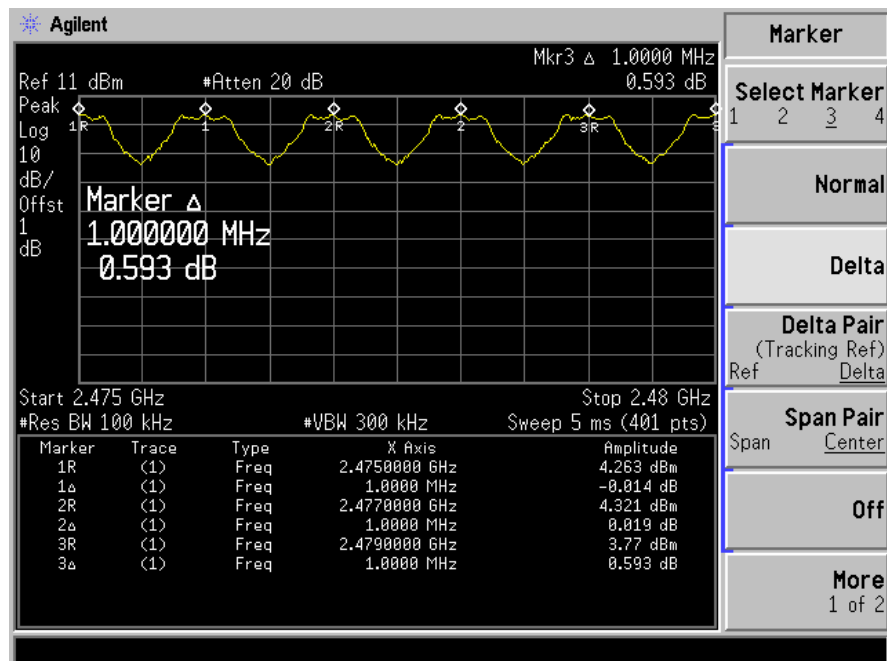 Agilent
Marker
Mkr3 Δ 1.0000 MHz
Ref 11 dBm #Atten 20 dB 0.593 dB
Peak
Log
10
dB/
Offst
1
dB
1R 1 2R 2 3R 3
Marker Δ
1.000000 MHz
0.593 dB
Start 2.475 GHz Stop 2.48 GHz
#Res BW 100 kHz #VBW 300 kHz Sweep 5 ms (401 pts)
Marker Trace Type X Axis Amplitude
1R (1) Freq 2.4750000 GHz 4.263 dBm
1Δ (1) Freq 1.0000 MHz -0.014 dB
2R (1) Freq 2.4770000 GHz 4.321 dBm
2Δ (1) Freq 1.0000 MHz 0.019 dB
3R (1) Freq 2.4790000 GHz 3.77 dBm
3Δ (1) Freq 1.0000 MHz 0.593 dB
Select Marker
1 2 3 4
Normal
Delta
Delta Pair
(Tracking Ref)
Ref Delta
Span Pair
Span Center
Off
More
1 of 2